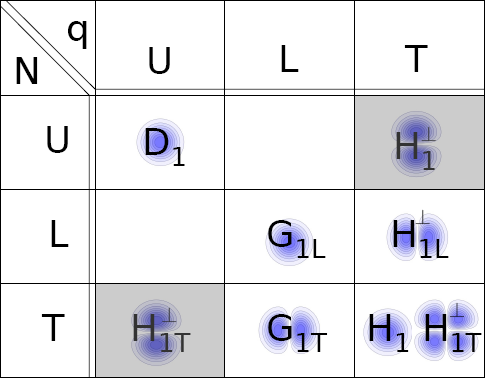 q
N
U L T
U D₁ H₁^⊥
L G₁L H₁L^⊥
T H₁T^⊥ G₁T H₁ H₁T^⊥